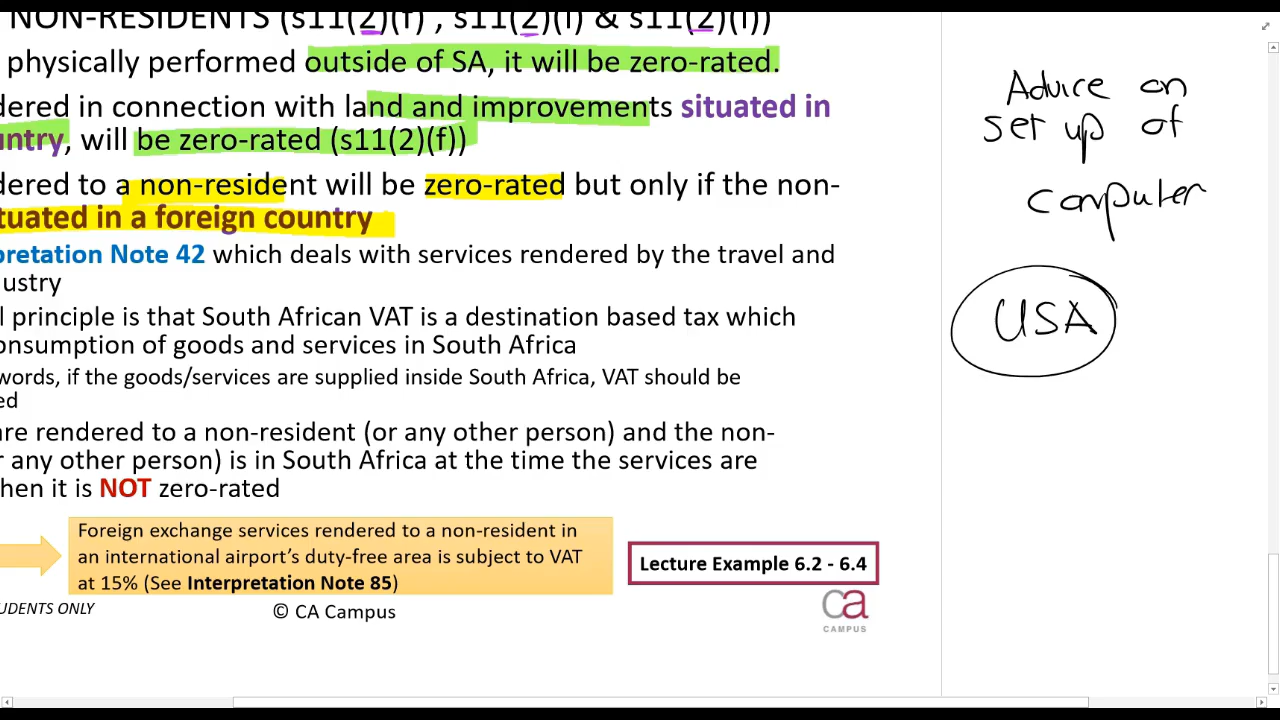 NON-RESIDENTS (s11(2)(f) , s11(2)(l) & s11(2)(l))
physically performed outside of SA, it will be zero-rated.
dered in connection with land and improvements situated in
untry, will be zero-rated (s11(2)(f))
dered to a non-resident will be zero-rated but only if the non-
tuated in a foreign country
pretation Note 42 which deals with services rendered by the travel and
ustry
l principle is that South African VAT is a destination based tax which
onsumption of goods and services in South Africa
words, if the goods/services are supplied inside South Africa, VAT should be
ed
are rendered to a non-resident (or any other person) and the non-
r any other person) is in South Africa at the time the services are
hen it is NOT zero-rated
Foreign exchange services rendered to a non-resident in
an international airport's duty-free area is subject to VAT
at 15% (See Interpretation Note 85)
Lecture Example 6.2 - 6.4
UDENTS ONLY
© CA Campus
ca
CAMPUS
Advice on
set up of
computer
USA